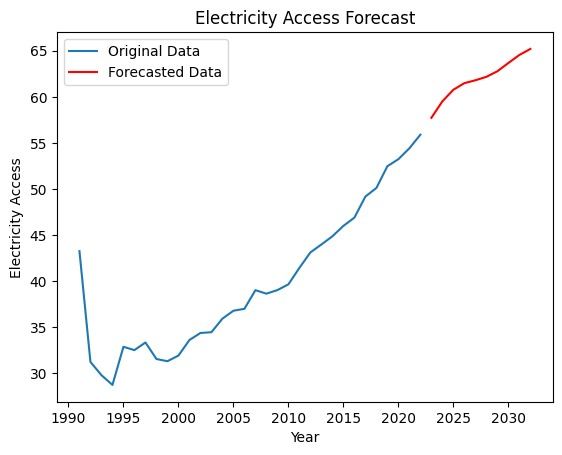 Electricity Access Forecast
Original Data
Forecasted Data
65
60
55
50
45
40
35
30
Electricity Access
1990 1995 2000 2005 2010 2015 2020 2025 2030
Year